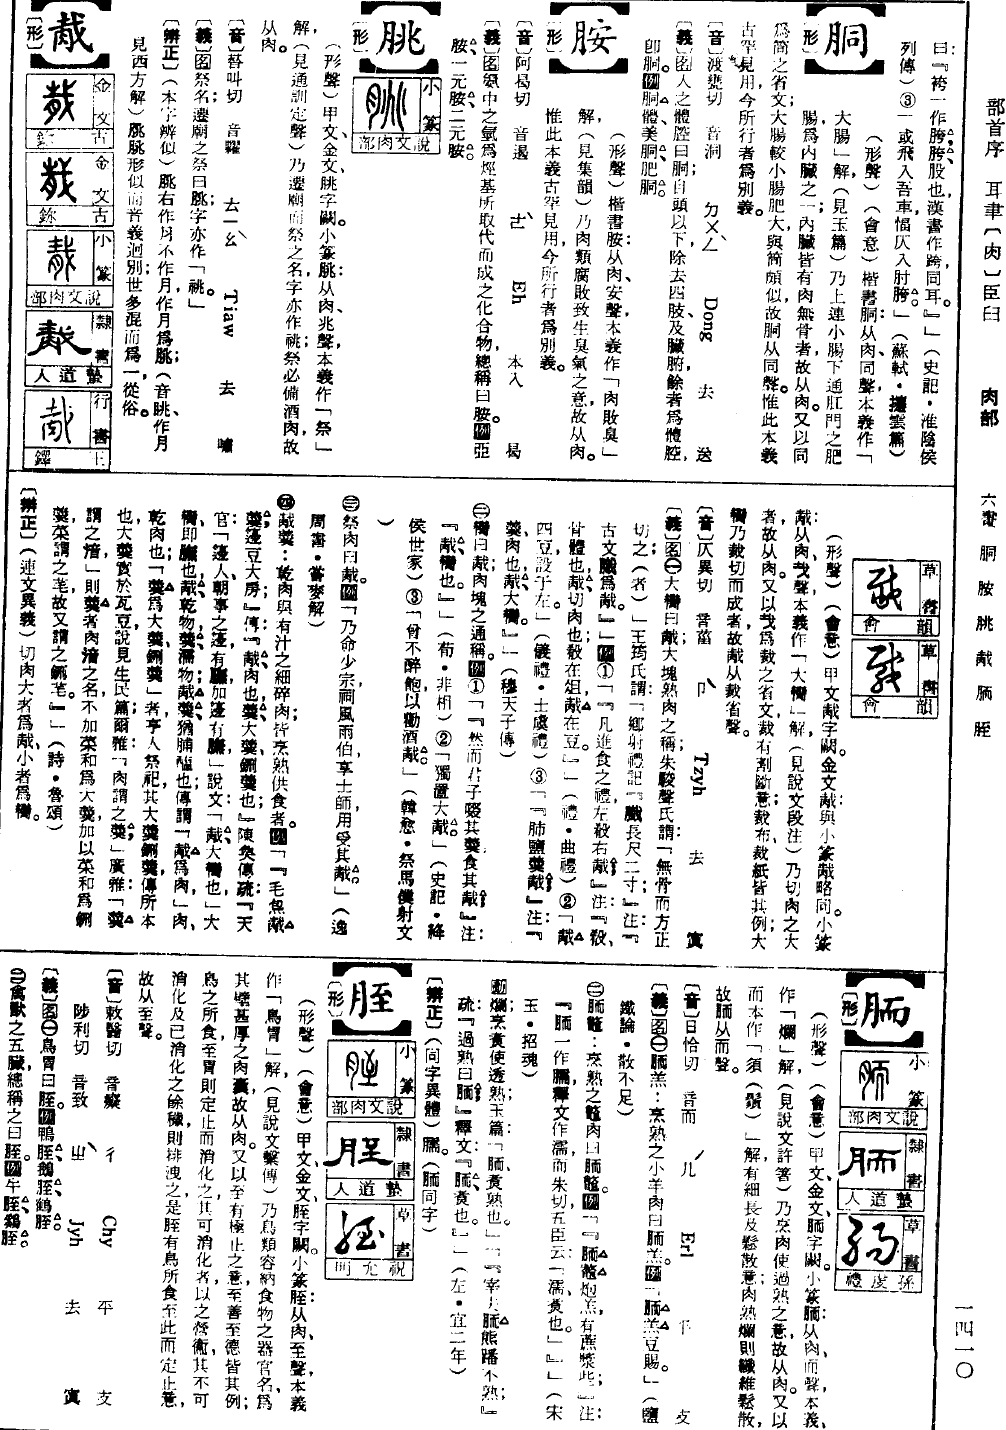 部首序　耳聿〔肉〕臣臼　肉部　六畫　胴　胺　朓　胾　胹　胵　一四一〇
曰：『袴一作胯，胯，股也，漢書作跨，同耳。』」（史記・淮陰侯
列傳）③「或飛入吾車，幅仄入肘胯。」（蘇軾・攓雲篇）
胴
〔形〕
（形聲）（會意）楷書胴：从肉、同聲，本義作「
大腸」解（見玉篇），乃上連小腸下通肛門之肥
腸，爲內臟之一，內臟皆有肉無骨者，故从肉。又以同
爲筒之省文，大腸較小腸肥大，與筒頗似，故胴从同聲。惟此本義
古罕見用，今所行者爲別義。
〔音〕渡甕切　音洞　ㄉㄨㄥˋ　Dong　去　送
〔義〕名人之體腔曰胴；自頭以下，除去四肢及臟腑，餘者爲體腔，
卽胴。例胴體美，胴肥胴。
胺
〔形〕
（形聲）楷書胺：从肉、安聲，本義作「肉敗臭」
解（見集韻），乃肉類腐敗致生臭氣之意，故从肉。
惟此本義古罕見用，今所行者爲別義。
〔音〕阿曷切　音遏　ㄜˋ　Eh　本入　曷
〔義〕名氨中之氫爲烴基所取代而成之化合物，總稱曰胺。例亞
胺、一元胺、二元胺。
朓
〔形〕
小篆　說文肉部
（形聲）甲文、金文朓字闕。小篆朓：从肉、兆聲，本義作「祭」
解（見通訓定聲），乃遷廟而祭之名，字亦作祧，祭必備酒肉，故
从肉。
〔音〕替叫切　音糶　ㄊㄧㄠˋ　Tiaw　去　嘯
〔義〕名祭名；遷廟之祭曰朓，字亦作「祧」。
〔辨正〕（本字辨似）朓右作⺼，不作月；作月爲朓（音眺，作月
見西方解），朓朓形似而音義迥別，世多混而爲一，從俗。
胾
〔形〕
金文　古
金文　古鉨
小篆　說文肉部
隸書　蟄道人
行書　王鐸
草書　草韻會
草書　草韻會
（形聲）（會意）甲文胾字闕。金文胾與小篆胾略同。小篆
胾：从肉、𢦏聲，本義作「大臠」解（見說文段注），乃切肉之大
者，故从肉。又以𢦏爲裁之省文，裁有割斷意，裁布裁紙皆其例；大
臠乃裁切而成者，故胾从裁省聲。
〔音〕仄異切　音菑　ㄗˋ　Tzyh　去　寘
〔義〕名㊀大臠曰胾；大塊熟肉之稱；朱駿聲氏謂：「無骨而方正
切之（者）」王筠氏謂：「鄉射禮記『臘長尺二寸』注：『
古文臘爲胾。』」例①「『凡進食之禮，左殽右胾』注：『殽，
骨體也；胾，切肉也；殽在俎，胾在豆。』」（禮・曲禮）②「胾
四豆，設于左。」（儀禮・士虞禮）③「『肺鹽羹胾』注：『
羹，肉也；胾，大臠。』」（穆天子傳）
㊁臠曰胾；肉塊之通稱。例①「『然而君子啜其羹，食其胾』注：
『胾，臠也。』」（荀・非相）②「獨置大胾。」（史記・絳
侯世家）③「曾不醉飽以勸酒胾。」（韓愈・祭馬僕射文
）
㊂祭肉曰胾。例「乃命少宗祠風雨伯享士師用受其胾。」（逸
周書・嘗麥解）
㊃胾羹：乾肉與有汁之細碎肉，皆烹熟供食者。例「『毛炰胾
羹，籩豆大房』傳：『胾，肉也；羹，大羹鉶羹也。』陳奐傳疏：『天
官：「籩人，朝事之籩有膴，加籩有膴」，說文：「胾，大臠也」，大
臠卽膴也；胾，乾物；羹，濡物；胾羹猶脯醢也；傳謂「胾爲肉」，肉，
乾肉也；「羹爲大羹、鉶羹」者，亨人祭祀其大羹鉶羹，傳所本
也；大羹實於瓦豆，說見生民篇；爾雅：「肉謂之羹」，廣雅：「羹
謂之湆」，則羹者肉湆之名，不加菜和爲大羹，加以菜和爲鉶
羹，菜謂之芼，故又謂之鉶芼。』」（詩・魯頌）
〔辨正〕（連文異義）切肉大者爲胾，小者爲臠。
胹
〔形〕
小篆　說文肉部
隸書　蟄道人
草書　孫虔禮
（形聲）（會意）甲文、金文胹字闕。小篆胹：从肉、而聲，本義
作「爛」解（見說文許箸），乃烹肉使過熟之意，故从肉。又以
而本作「須（鬚）」解，有細長及鬆散意；肉熟爛則纖維鬆散，
故胹从而聲。
〔音〕日恰切　音而　ㄦˊ　Erl　平　支
〔義〕名㊀胹羔：烹熟之小羊肉曰胹羔。例「胹羔豆賜。」（鹽
鐵論・散不足）
㊁胹鼈：烹熟之鼈肉曰胹鼈。例「『胹鼈炮羔，有蔗漿些』注：
『胹一作臑，釋文作濡，而朱切；五臣云：「濡，煑也。」』」（宋
玉・招魂）
動爛；烹煑使透熟；玉篇：「胹，煑熟也。」「『宰夫胹熊蹯不熟』
疏：『過熟曰胹。』釋文：『胹，煑也。』」（左・宣二年）
〔辨正〕（同字異體）臑。（胹同字）
胵
〔形〕
小篆　說文肉部
隸書　蟄道人
草書　祝允明
（形聲）（會意）甲文、金文胵字闕。小篆胵：从肉、至聲，本義
作「鳥胃」解（見說文繫傳），乃鳥類容納食物之器官名，爲
其壁甚厚之肉囊，故从肉。又以至有極止之意，至善至德皆其例；
鳥之所食至胃則定止而消化之，其可消化者以之營衞，其不可
消化及已消化之餘穢則排洩之，是胵有鳥所食至此而定止意，
故从至聲。
〔音〕敕醫切　音癡　ㄔ　Chy　平　支
陟利切　音致　ㄓˋ　Jyh　去　寘
〔義〕名㊀鳥胃曰胵。例鴨胵、鵝胵、鷄胵。
㊁禽獸之五臟總稱之曰胵。例牛胵、鷄胵。